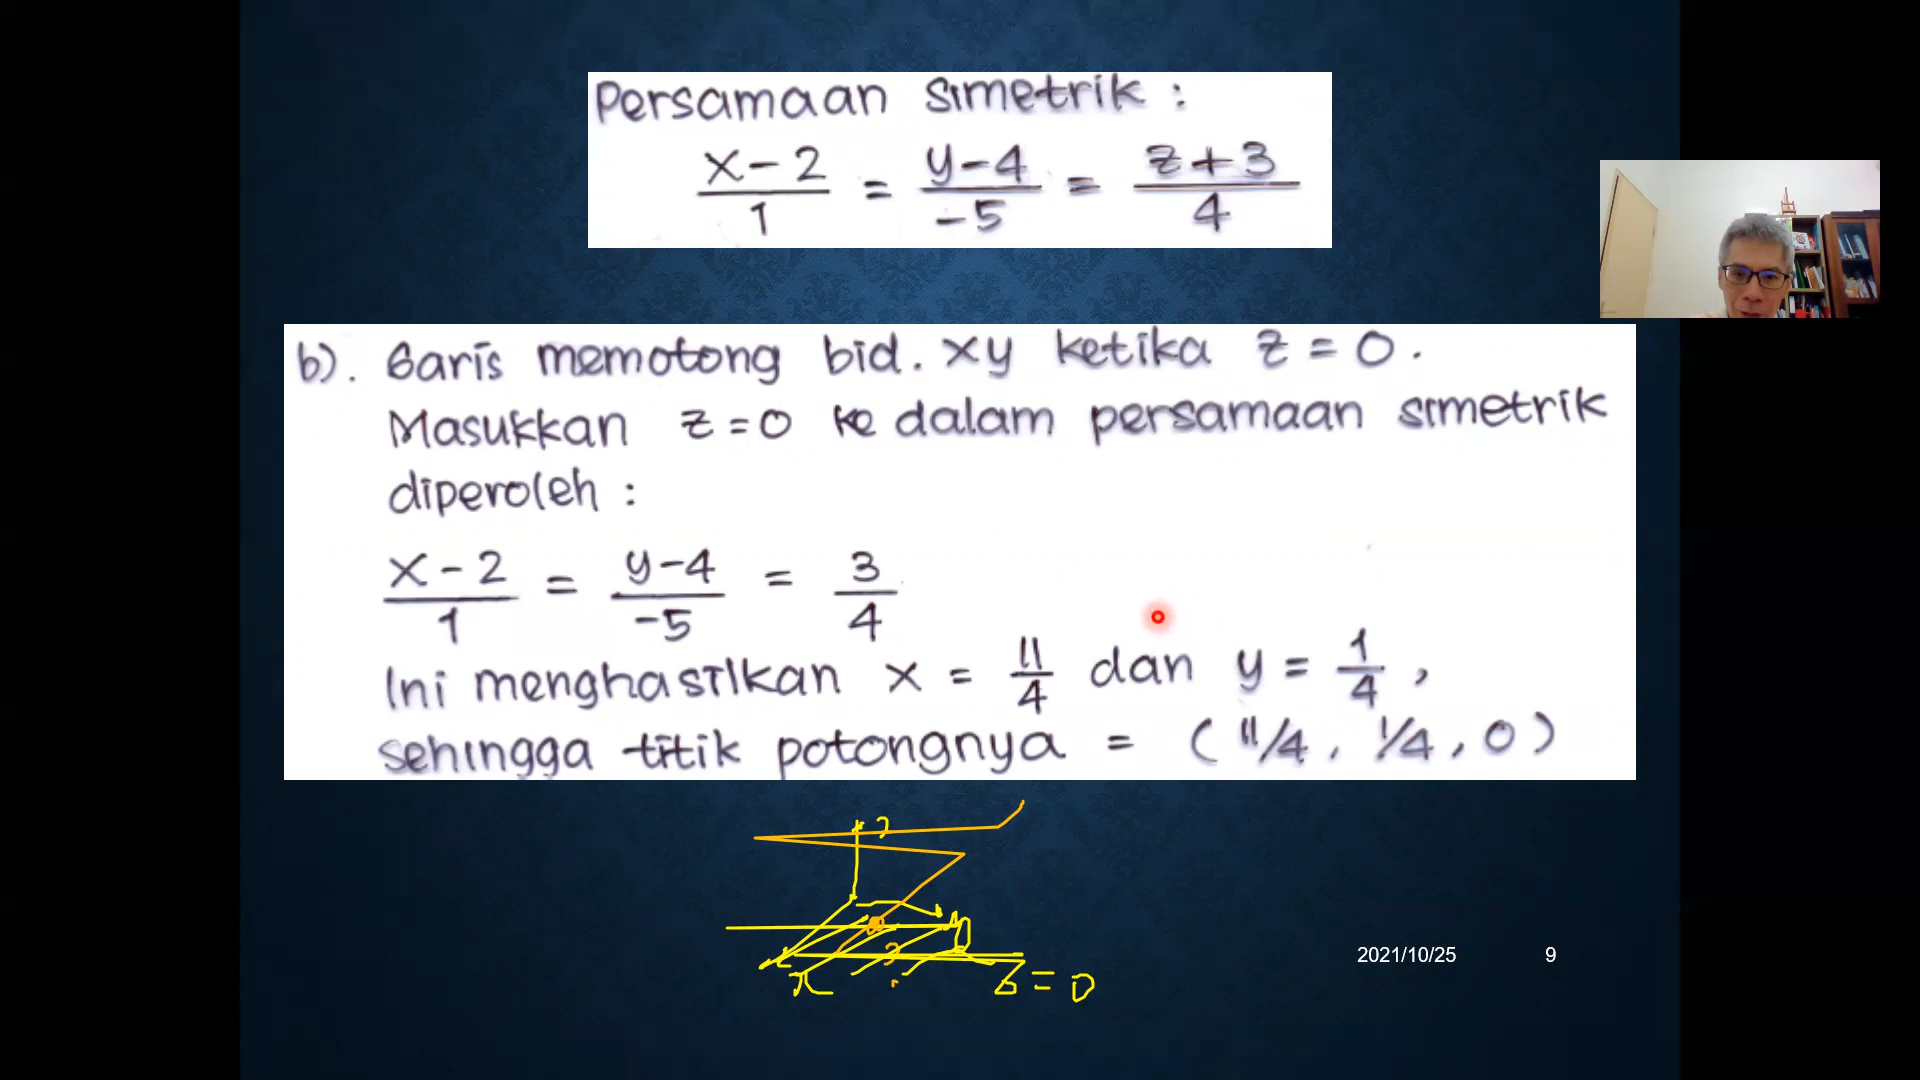 Persamaan simetrik :
x-2/1 = y-4/-5 = z+3/4
b). Garis memotong bid. xy ketika z = 0.
Masukkan z=0 ke dalam persamaan simetrik
diperoleh :
x-2/1 = y-4/-5 = 3/4
Ini menghasilkan x = 11/4 dan y = 1/4 ,
sehingga titik potongnya = ( 11/4 , 1/4 , 0 )
x
z = 0
2021/10/25 9